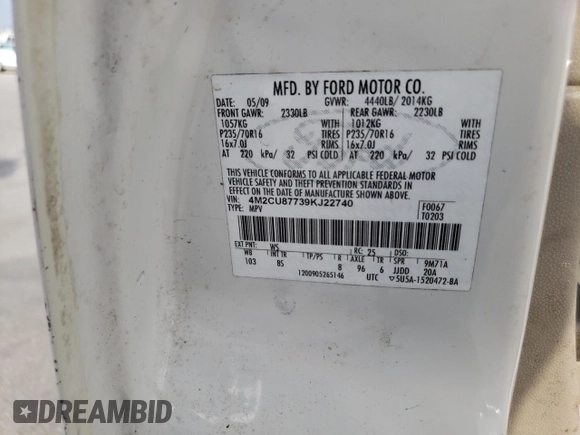 MFD. BY FORD MOTOR CO.
DATE: 05/09 GVWR: 4440LB/ 2014KG
FRONT GAWR: 2330LB REAR GAWR: 2230LB
1057KG WITH 1012KG WITH
P235/70R16 TIRES P235/70R16 TIRES
16x7.0J RIMS 16x7.0J RIMS
AT 220 kPa/ 32 PSI COLD AT 220 kPa/ 32 PSI COLD
THIS VEHICLE CONFORMS TO ALL APPLICABLE FEDERAL MOTOR
VEHICLE SAFETY AND THEFT PREVENTION STANDARDS IN
EFFECT ON THE DATE OF MANUFACTURE SHOWN ABOVE.
VIN: 4M2CU87739KJ22740 F0067
TYPE: MPV T0203
EXT PNT: WS RC: 25 DSO:
WB INT TR TP/PS R AXLE TR SPR 9M71A
103 BS 8 96 6 JJDD 20A
1200905265146 UTC 5U5A-1520472-BA
DREAMBID